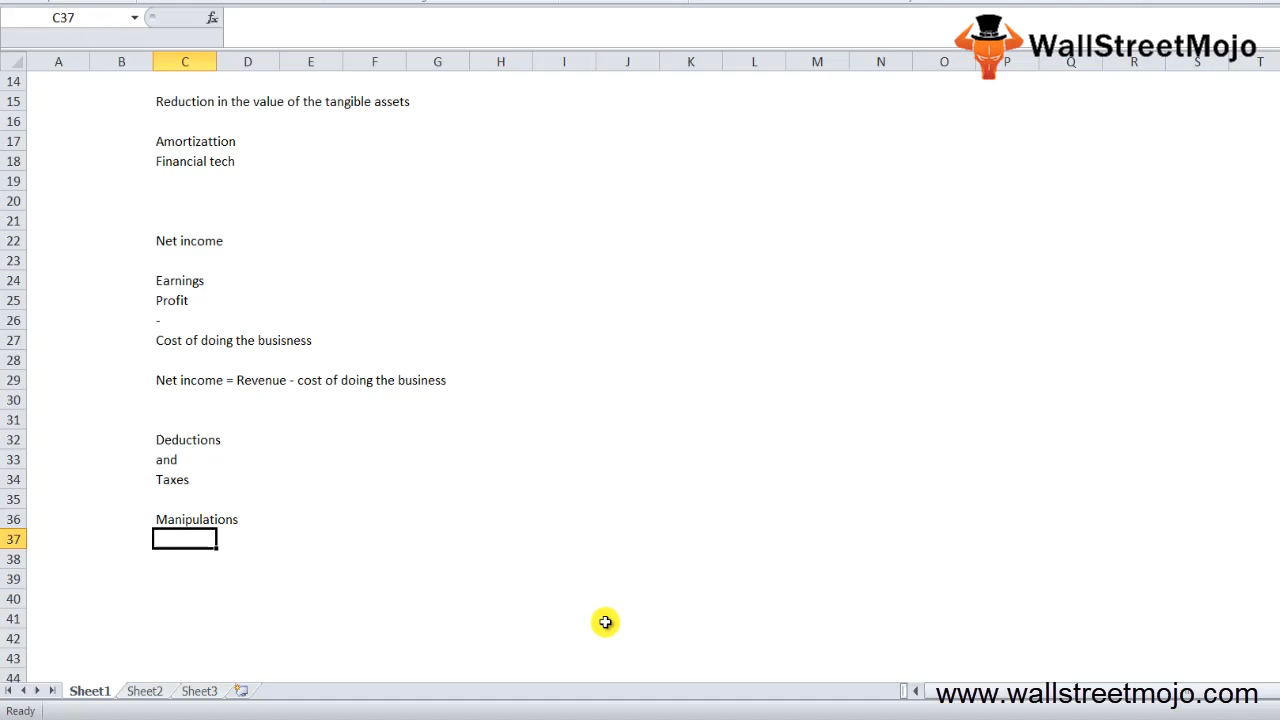 C37
fx
WallStreetMojo
A B C D E F G H I J K L M N O P Q R S T
14
15 Reduction in the value of the tangible assets
16
17 Amortizattion
18 Financial tech
19
20
21
22 Net income
23
24 Earnings
25 Profit
26 -
27 Cost of doing the busisness
28
29 Net income = Revenue - cost of doing the business
30
31
32 Deductions
33 and
34 Taxes
35
36 Manipulations
37
38
39
40
41
42
43
44
Sheet1 Sheet2 Sheet3
www.wallstreetmojo.com
Ready